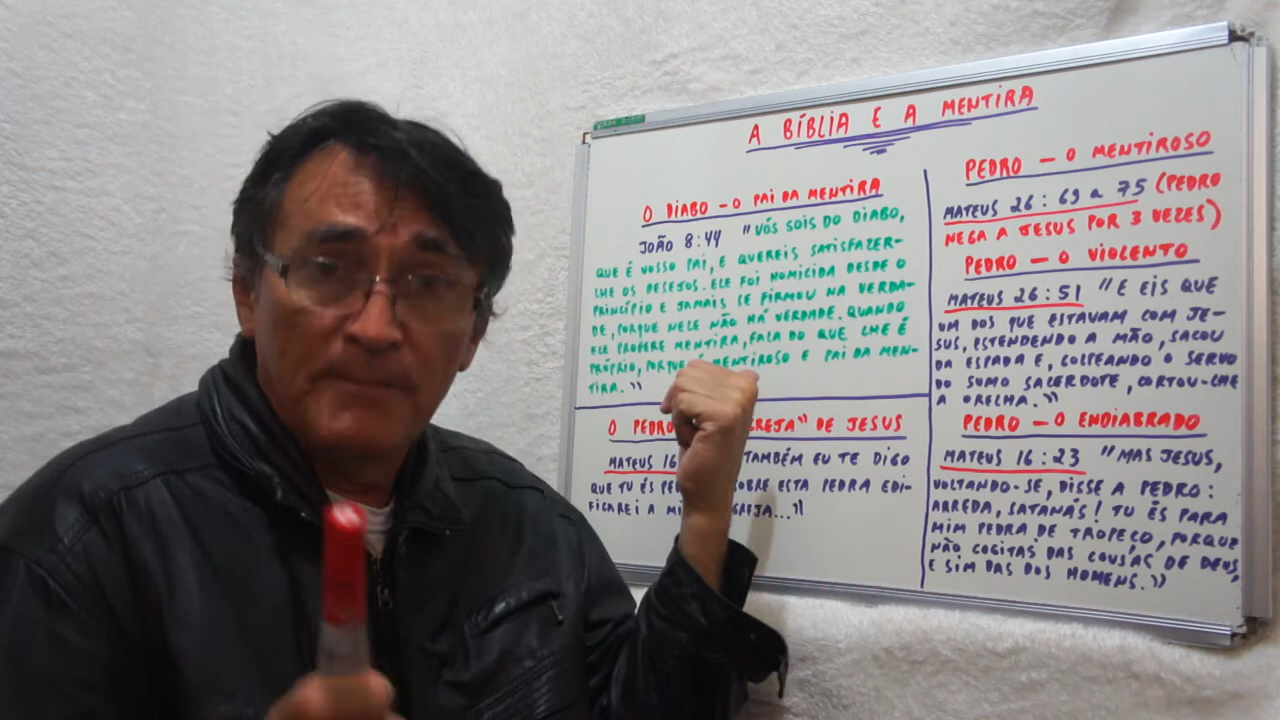 A BÍBLIA E A MENTIRA
O DIABO - O PAI DA MENTIRA
JOÃO 8:44 "VÓS SOIS DO DIABO,
QUE É VOSSO PAI, E QUEREIS SATISFAZER-
LHE OS DESEJOS. ELE FOI HOMICIDA DESDE O
PRINCÍPIO E JAMAIS SE FIRMOU NA VERDA-
DE, PORQUE NELE NÃO HÁ VERDADE. QUANDO
ELE PROFERE MENTIRA, FALA DO QUE LHE É
PRÓPRIO, PORQUE É MENTIROSO E PAI DA MEN-
TIRA."
O PEDRO DE JESUS
MATEUS 16 TAMBÉM EU TE DIGO
QUE TU ÉS SOBRE ESTA PEDRA EDI-
FICAREI A
PEDRO - O MENTIROSO
MATEUS 26:69 a 75 (PEDRO
NEGA A JESUS POR 3 VEZES)
PEDRO - O VIOLENTO
MATEUS 26:51 "E EIS QUE
UM DOS QUE ESTAVAM COM JE-
SUS, ESTENDENDO A MÃO, SACOU
DA ESPADA E, GOLPEANDO O SERVO
DO SUMO SACERDOTE, CORTOU-LHE
A ORELHA."
PEDRO - O ENDIABRADO
MATEUS 16:23 "MAS JESUS,
VOLTANDO-SE, DISSE A PEDRO:
ARREDA, SATANÁS! TU ÉS PARA
MIM PEDRA DE TROPEÇO, PORQUE
NÃO COGITAS DAS COUSAS DE DEUS,
E SIM DAS DOS HOMENS."